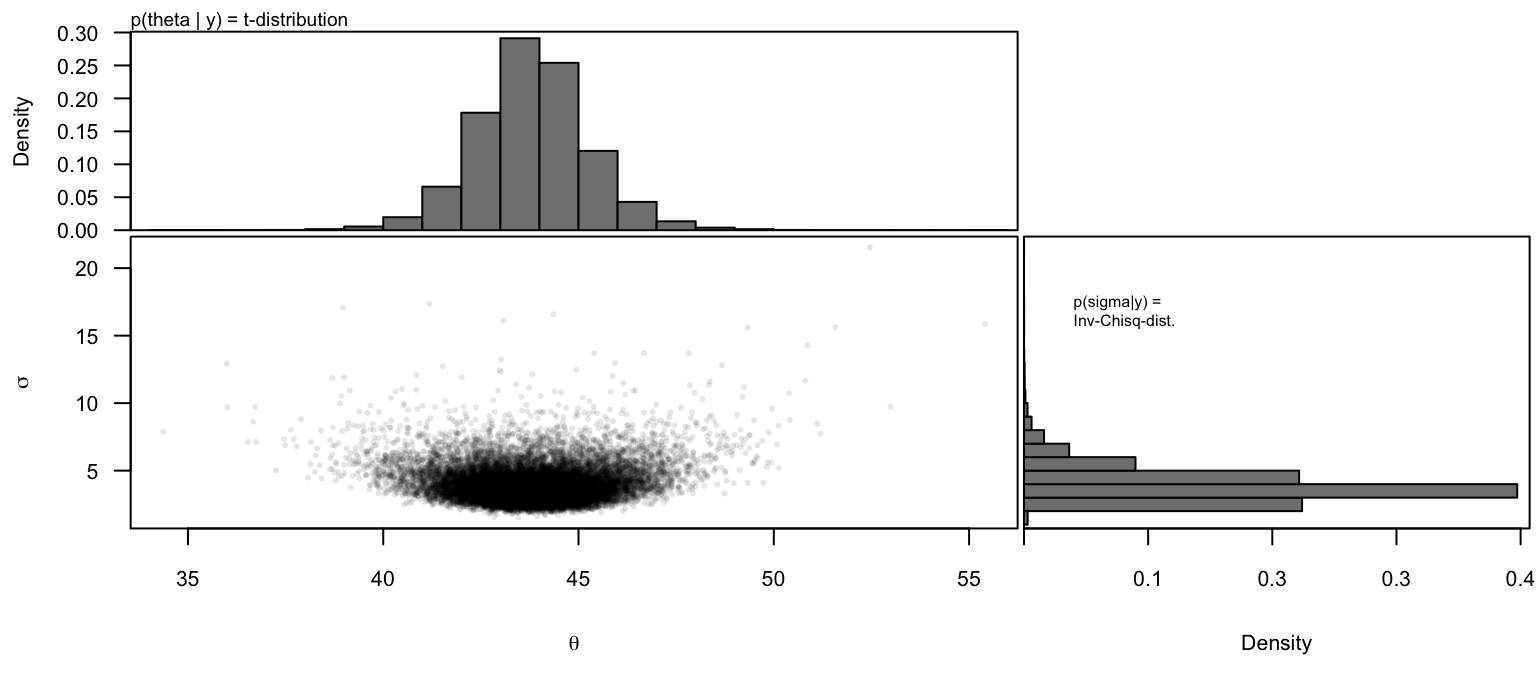 p(theta | y) = t-distribution
0.30
0.25
0.20
0.15
0.10
0.05
0.00
Density
20
15
10
5
σ
p(sigma|y) =
Inv-Chisq-dist.
35 40 45 50 55
0.1 0.3 0.3 0.4
θ
Density